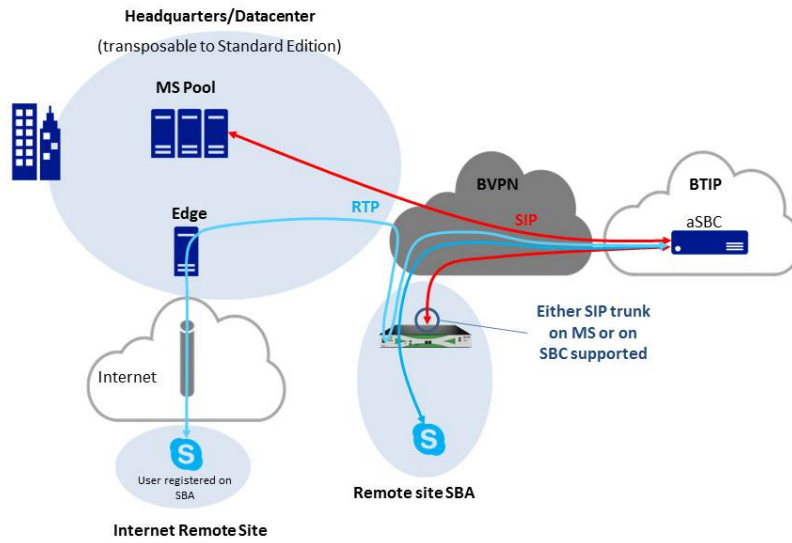 Headquarters/Datacenter
(transposable to Standard Edition)
MS Pool
BVPN
BTIP
RTP
SIP
aSBC
Edge
Either SIP trunk
on MS or on
SBC supported
Internet
S
S
User registered on
SBA
Remote site SBA
Internet Remote Site